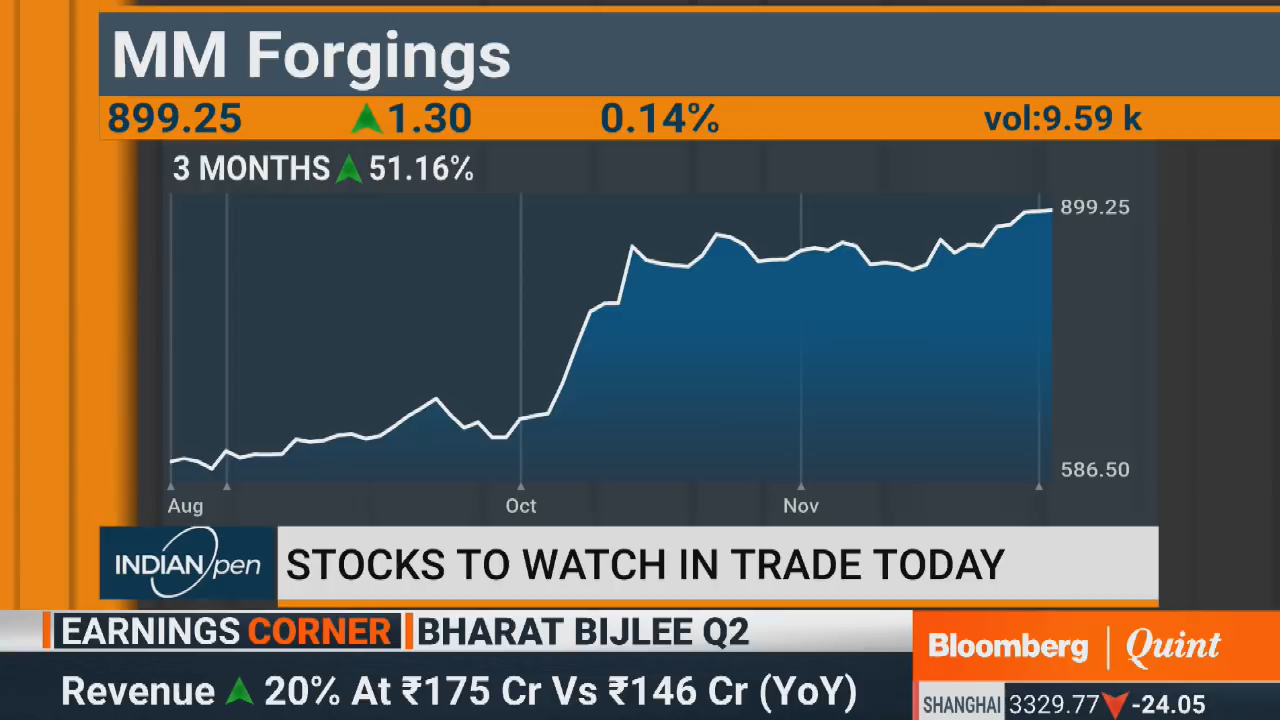 MM Forgings
899.25 1.30 0.14% vol:9.59 k
3 MONTHS 51.16%
899.25
586.50
Aug Oct Nov
INDIAN Open STOCKS TO WATCH IN TRADE TODAY
EARNINGS CORNER BHARAT BIJLEE Q2
Revenue 20% At ₹175 Cr Vs ₹146 Cr (YoY)
Bloomberg | Quint
SHANGHAI 3329.77 -24.05